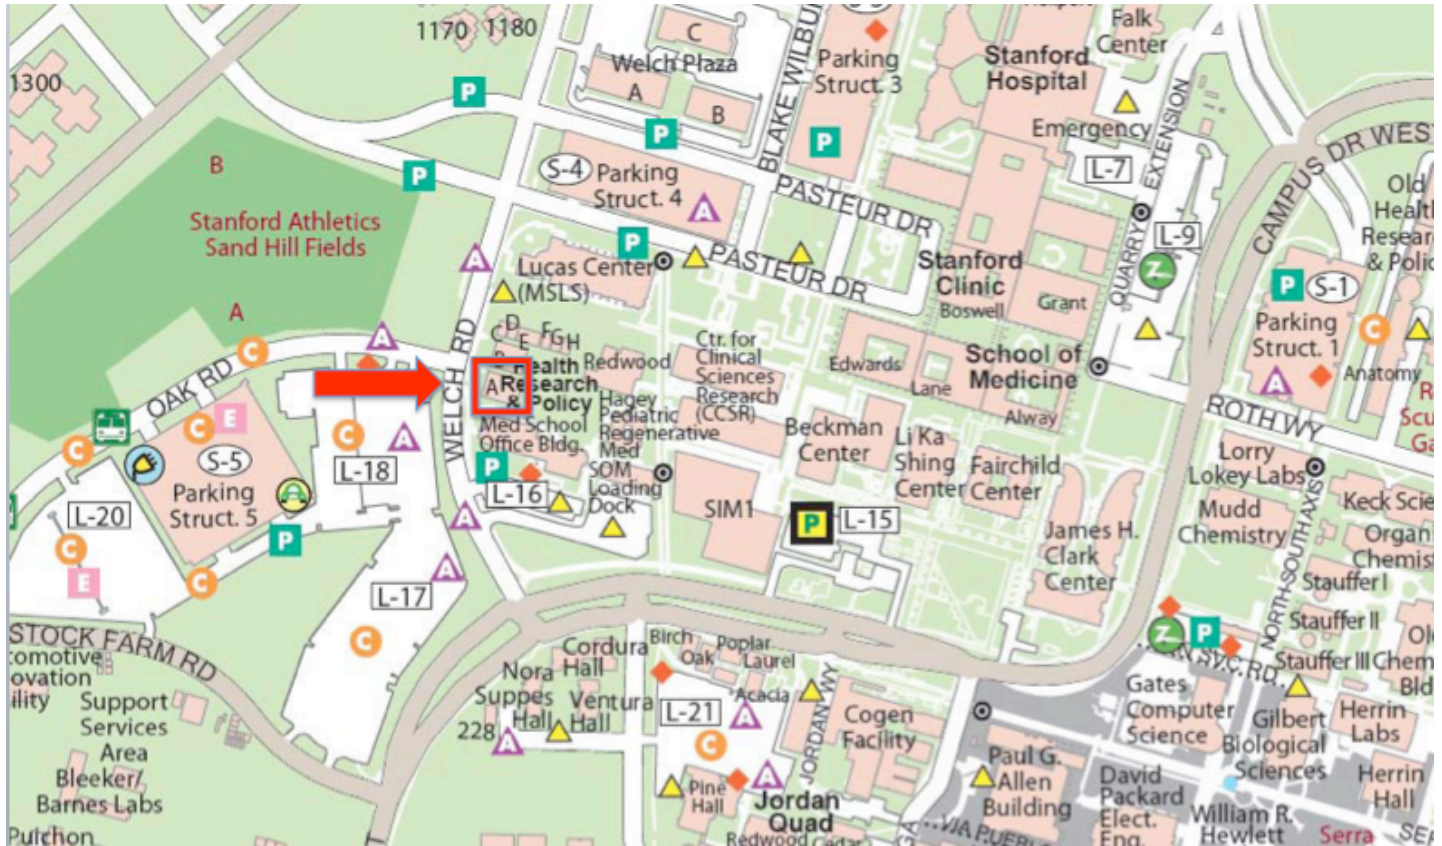 1170
1180
C
Welch Plaza
A
B
BLAKE WILBUR
Parking
Struct. 3
P
Stanford
Hospital
Falk
Center
Emergency
L-7
QUARRY EXTENSION
L-9
CAMPUS DR WEST
1300
P
P
P
S-4
Parking
Struct. 4
A
PASTEUR DR
PASTEUR DR
B
Stanford Athletics
Sand Hill Fields
A
P
A
Lucas Center
(MSLS)
Stanford
Clinic
Boswell
Grant
Z
Old
Health
Research
& Policy
P
S-1
Parking
Struct. 1
C
A
Anatomy
C
D
E
F
G
H
B
A
Health
Research
& Policy
Redwood
Ctr. for
Clinical
Sciences
Research
(CCSR)
Edwards
Lane
School of
Medicine
Alway
ROTH WY
WELCH RD
OAK RD
C
A
Med School
Office Bldg.
Hagey
Pediatric
Regenerative
Med
SOM
Loading
Dock
Beckman
Center
Li Ka
Shing
Center
Fairchild
Center
Lorry
Lokey Labs
C
C
E
S-5
Parking
Struct. 5
C
A
L-18
P
L-16
A
SIM1
P
L-15
James H.
Clark
Center
Mudd
Chemistry
NORTH-SOUTH AXIS
Keck
Organic
Chemistry
Stauffer I
Stauffer II
Stauffer III
Chem
L-20
C
E
C
P
A
L-17
C
STOCK FARM RD
Support
Services
Area
Bleeker/
Barnes Labs
Pulchon
Nora
Suppes
Hall
Cordura
Hall
Ventura
Hall
228
A
Birch
Oak
Poplar
Laurel
Acacia
L-21
A
C
Pine
Hall
A
Jordan
Quad
Redwood
Cedar
JORDAN WY
Cogen
Facility
Z
P
SVC. RD.
Gates
Computer
Science
Gilbert
Biological
Sciences
Herrin
Labs
Herrin
Hall
Paul G.
Allen
Building
David
Packard
Elect.
Eng.
William R.
Hewlett
Serra
VIA PUEBLO